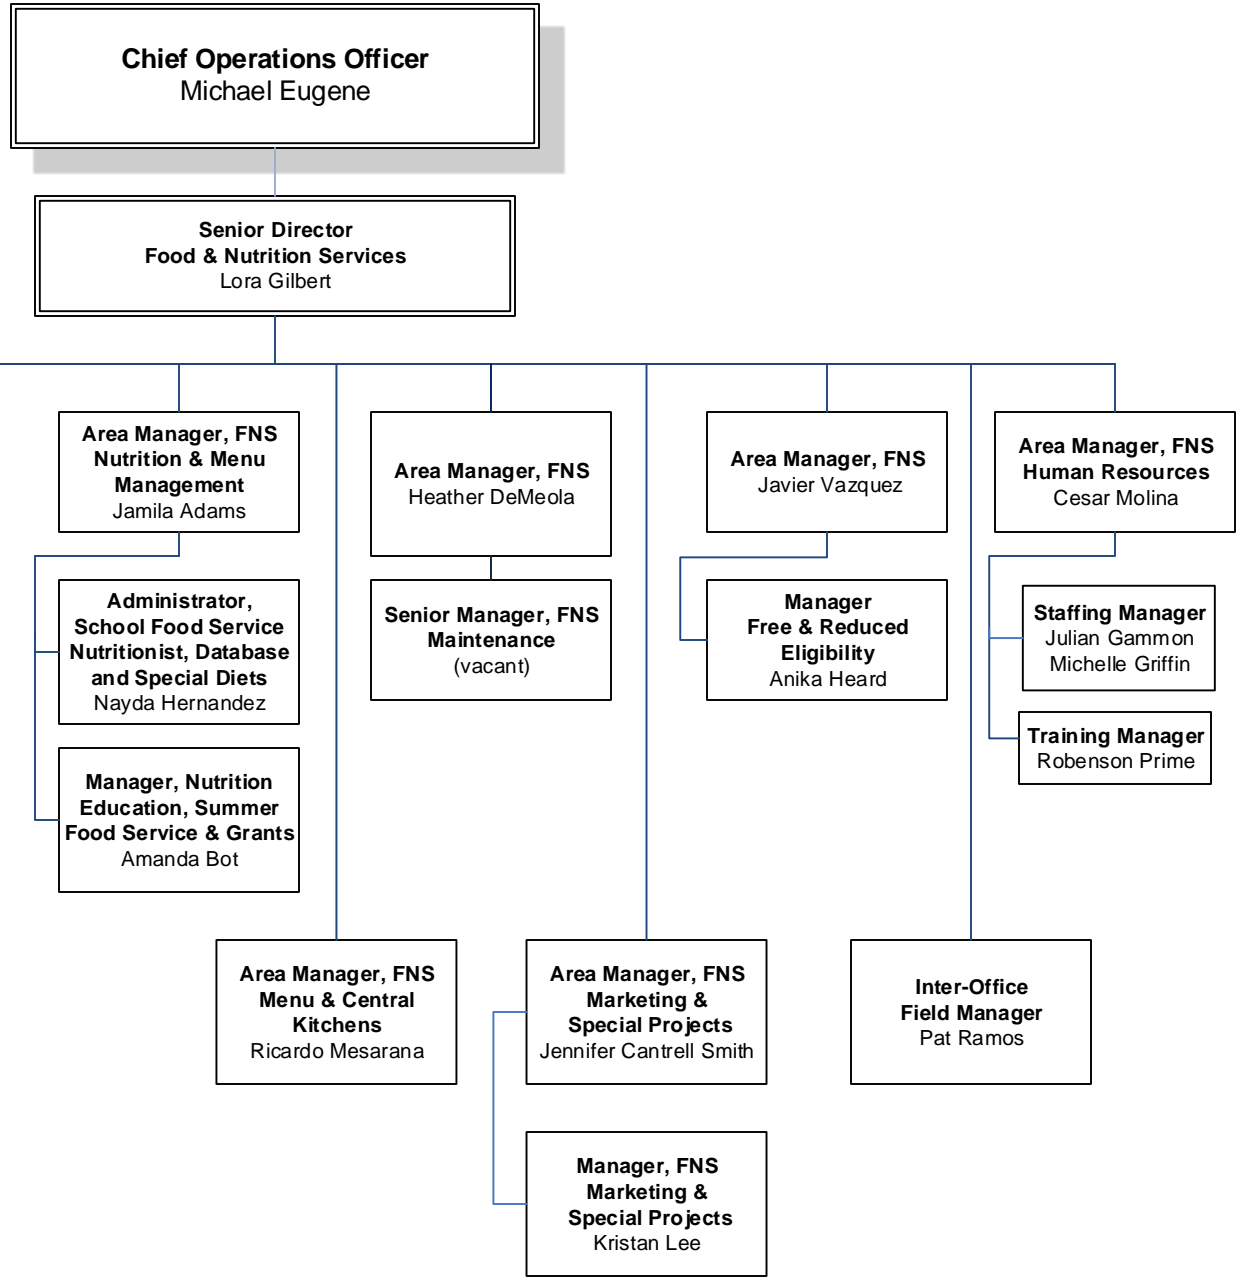 Chief Operations Officer
Michael Eugene
Senior Director
Food & Nutrition Services
Lora Gilbert
Area Manager, FNS
Nutrition & Menu
Management
Jamila Adams
Area Manager, FNS
Heather DeMeola
Area Manager, FNS
Javier Vazquez
Area Manager, FNS
Human Resources
Cesar Molina
Administrator,
School Food Service
Nutritionist, Database
and Special Diets
Nayda Hernandez
Senior Manager, FNS
Maintenance
(vacant)
Manager
Free & Reduced
Eligibility
Anika Heard
Staffing Manager
Julian Gammon
Michelle Griffin
Training Manager
Robenson Prime
Manager, Nutrition
Education, Summer
Food Service & Grants
Amanda Bot
Area Manager, FNS
Menu & Central
Kitchens
Ricardo Mesarana
Area Manager, FNS
Marketing &
Special Projects
Jennifer Cantrell Smith
Inter-Office
Field Manager
Pat Ramos
Manager, FNS
Marketing &
Special Projects
Kristan Lee